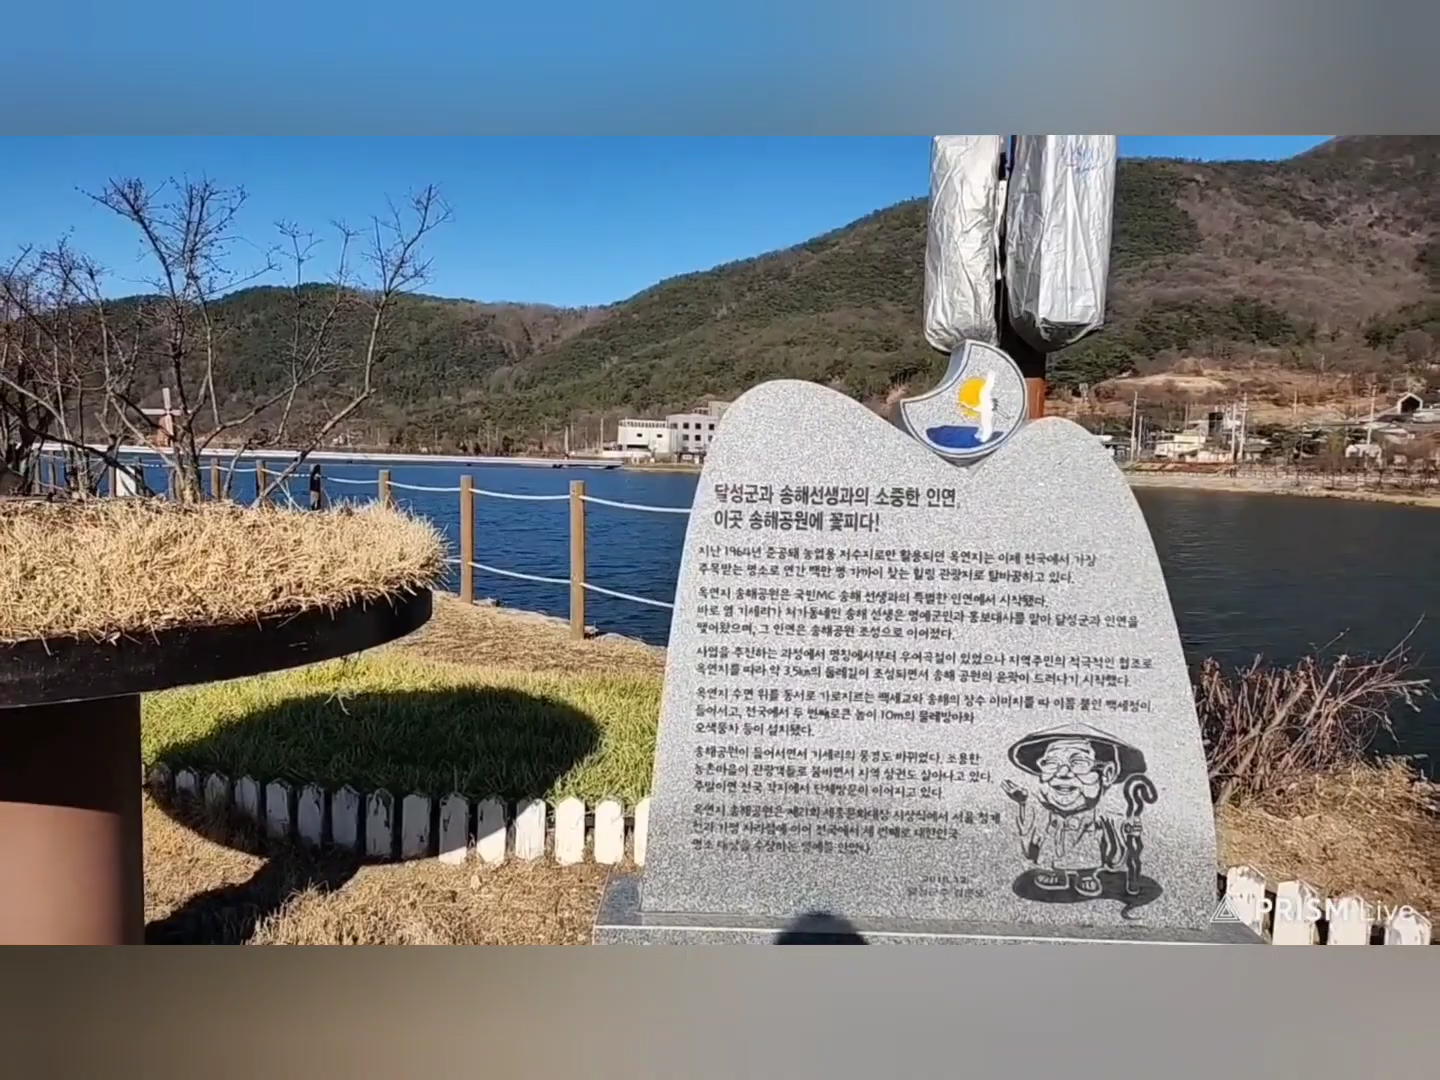 달성군과 송해선생과의 소중한 인연,
이곳 송해공원에 꽃피다!
지난 1964년 준공돼 농업용 저수지로만 활용되던 옥연지는 이제 전국에서 가장
주목받는 명소로 연간 백만 명 가까이 찾는 힐링 관광지로 탈바꿈하고 있다.
옥연지 송해공원은 국민MC 송해 선생과의 특별한 인연에서 시작됐다.
바로 옆 기세리가 처가동네인 송해 선생은 명예군민과 홍보대사를 맡아 달성군과 인연을
맺어왔으며, 그 인연은 송해공원 조성으로 이어졌다.
사업을 추진하는 과정에서 명칭에서부터 우여곡절이 있었으나 지역주민의 적극적인 협조로
옥연지를 따라 약 3.5km의 둘레길이 조성되면서 송해 공원의 윤곽이 드러나기 시작했다.
옥연지 수면 위를 동서로 가로지르는 백세교와 송해의 장수 이미지를 따 이름 붙인 백세정이
들어서고, 전국에서 두 번째로큰 높이 10m의 물레방아와
오색풍차 등이 설치됐다.
송해공원이 들어서면서 기세리의 풍경도 바뀌었다. 조용한
농촌마을이 관광객들로 붐비면서 지역 상권도 살아나고 있다.
주말이면 전국 각지에서 단체방문이 이어지고 있다.
옥연지 송해공원은 제21회 세종문화대상 시상식에서 서울 청계
천과 가평 자라섬에 이어 전국에서 세 번째로 대한민국
명소 대상을 수상하는 영예를 안았다.
2018. 12.
달성군수
PRISM Live